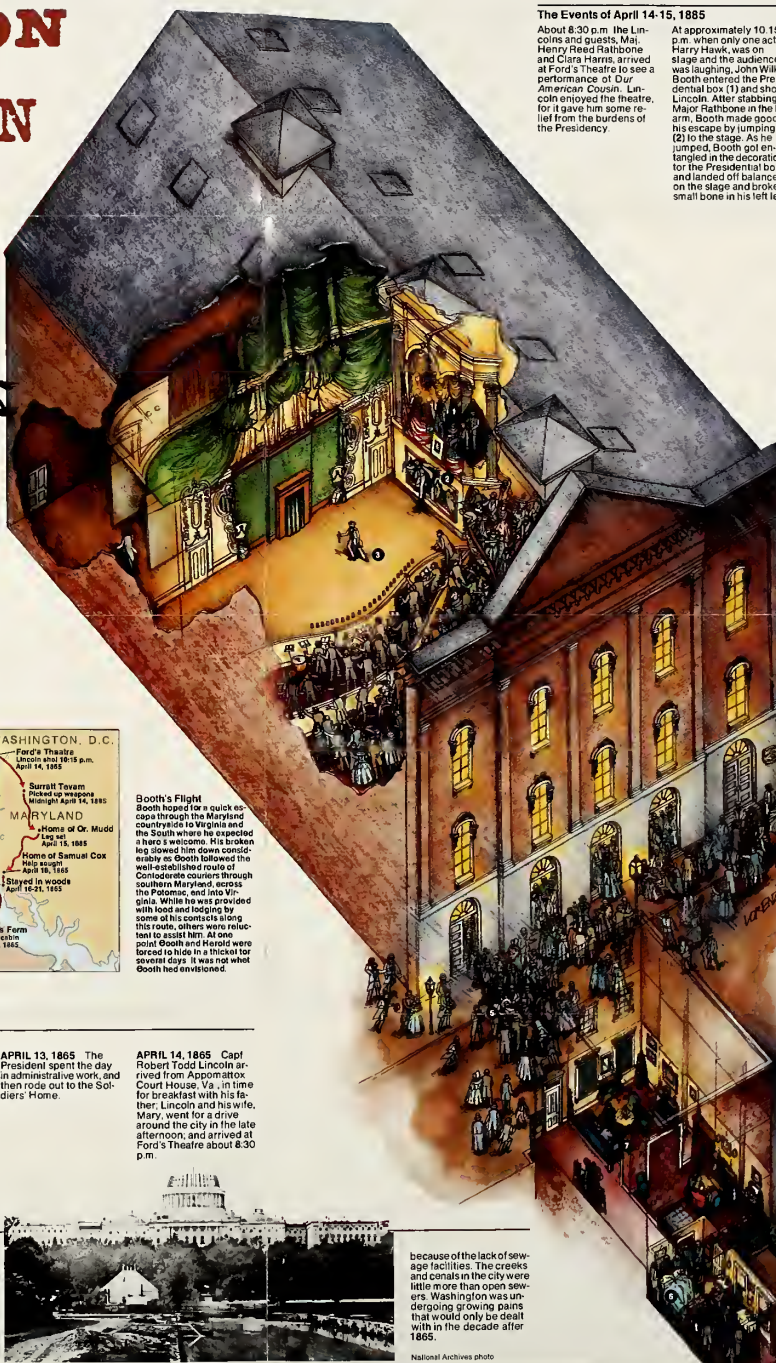 ON
N
The Events of April 14-15, 1885
About 8:30 p.m the Lin-
colns and guests, Maj.
Henry Reed Rathbone
and Clara Harris, arrived
at Ford's Theatre to see a
performance of Our
American Cousin. Lin-
coln enjoyed the theatre,
for it gave him some re-
lief from the burdens of
the Presidency.
At approximately 10.15
p.m. when only one act
Harry Hawk, was on
stage and the audience
was laughing, John Wilk
Booth entered the Pre
dential box (1) and sho
Lincoln. After stabbing
Major Rathbone in the l
arm, Booth made good
his escape by jumping
(2) to the stage. As he
jumped, Booth got en-
tangled in the decoratio
for the Presidential bo
and landed off balance
on the stage and broke
small bone in his left le
1
2
3
5
7
6
ASHINGTON, D.C.
Ford's Theatre
Lincoln shot 10:15 p.m.
April 14, 1865
Surratt Tavern
Picked up weapons
Midnight April 14, 1865
MARYLAND
Home of Dr. Mudd
Leg set
April 15, 1865
Home of Samuel Cox
Help sought
April 16, 1865
Stayed in woods
April 16-21, 1865
s Farm
cabin
1865
Booth's Flight
Booth hoped for a quick es-
cape through the Maryland
countryside to Virginia and
the South where he expected
a hero's welcome. His broken
leg slowed him down consid-
erably as Booth followed the
well-established route of
Confederate couriers through
southern Maryland, across
the Potomac, and into Vir-
ginia. While he was provided
with food and lodging by
some of his contacts along
this route, others were reluc-
tant to assist him. At one
point Booth and Herold were
forced to hide in a thicket for
several days It was not what
Booth had envisioned.
APRIL 13, 1865 The
President spent the day
in administrative work, and
then rode out to the Sol-
diers' Home.
APRIL 14, 1865 Capt
Robert Todd Lincoln ar-
rived from Appomattox
Court House, Va., in time
for breakfast with his fa-
ther; Lincoln and his wife,
Mary, went for a drive
around the city in the late
afternoon; and arrived at
Ford's Theatre about 8:30
p.m.
because of the lack of sew-
age facilities. The creeks
and canals in the city were
little more than open sew-
ers. Washington was un-
dergoing growing pains
that would only be dealt
with in the decade after
1865.
National Archives photo